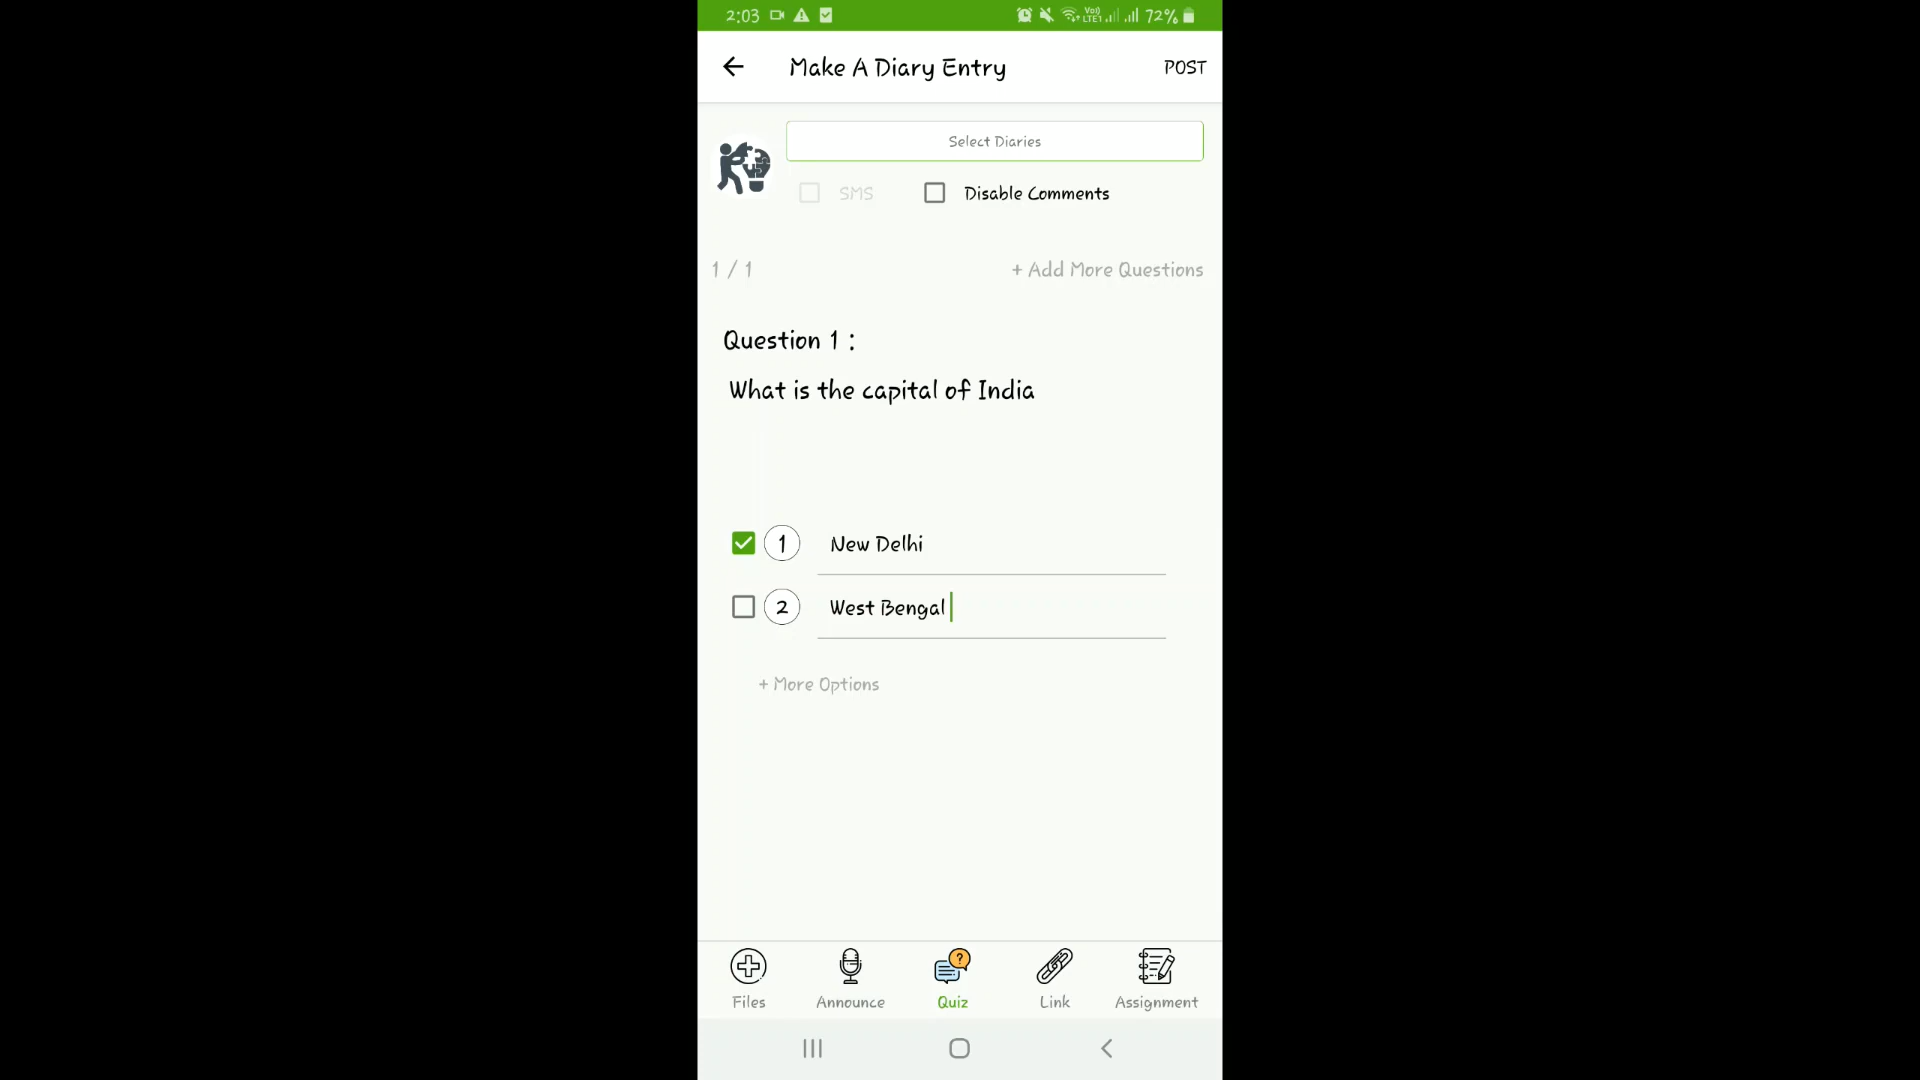 2:03 Vo) LTE1 72%
Make A Diary Entry POST
Select Diaries
SMS Disable Comments
1 / 1 + Add More Questions
Question 1 :
What is the capital of India
1 New Delhi
2 West Bengal
+ More Options
Files Announce Quiz Link Assignment